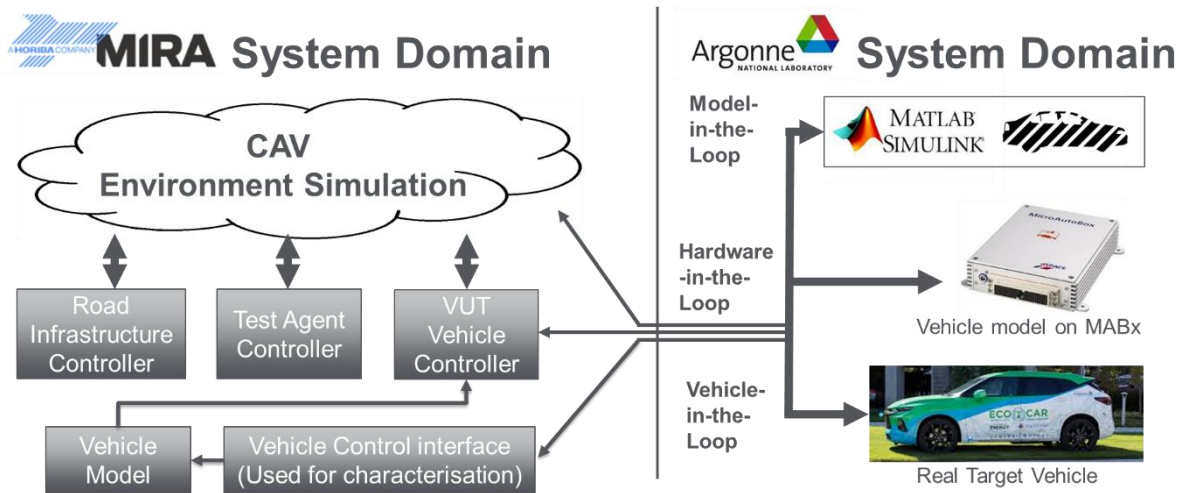 A HORIBA COMPANY
MIRA System Domain
CAV
Environment Simulation
Road
Infrastructure
Controller
Test Agent
Controller
VUT
Vehicle
Controller
Vehicle
Model
Vehicle Control interface
(Used for characterisation)
Argonne
NATIONAL LABORATORY
System Domain
Model-
in-the-
Loop
MATLAB
SIMULINK
MicroAutoBox
dSPACE
Hardware
-in-the-
Loop
Vehicle model on MABx
Vehicle-
in-the-
Loop
ECOCAR
Real Target Vehicle